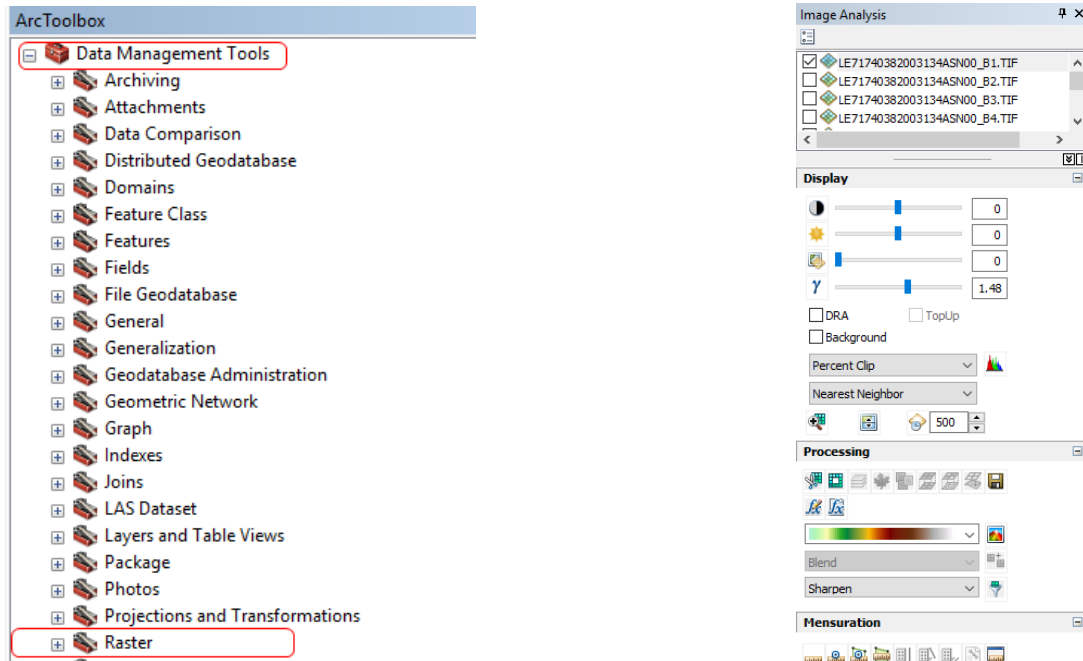 ArcToolbox
Data Management Tools
Archiving
Attachments
Data Comparison
Distributed Geodatabase
Domains
Feature Class
Features
Fields
File Geodatabase
General
Generalization
Geodatabase Administration
Geometric Network
Graph
Indexes
Joins
LAS Dataset
Layers and Table Views
Package
Photos
Projections and Transformations
Raster
Image Analysis
LE71740382003134ASN00_B1.TIF
LE71740382003134ASN00_B2.TIF
LE71740382003134ASN00_B3.TIF
LE71740382003134ASN00_B4.TIF
Display
0
0
0
γ 1.48
DRA TopUp
Background
Percent Clip
Nearest Neighbor
500
Processing
Blend
Sharpen
Mensuration